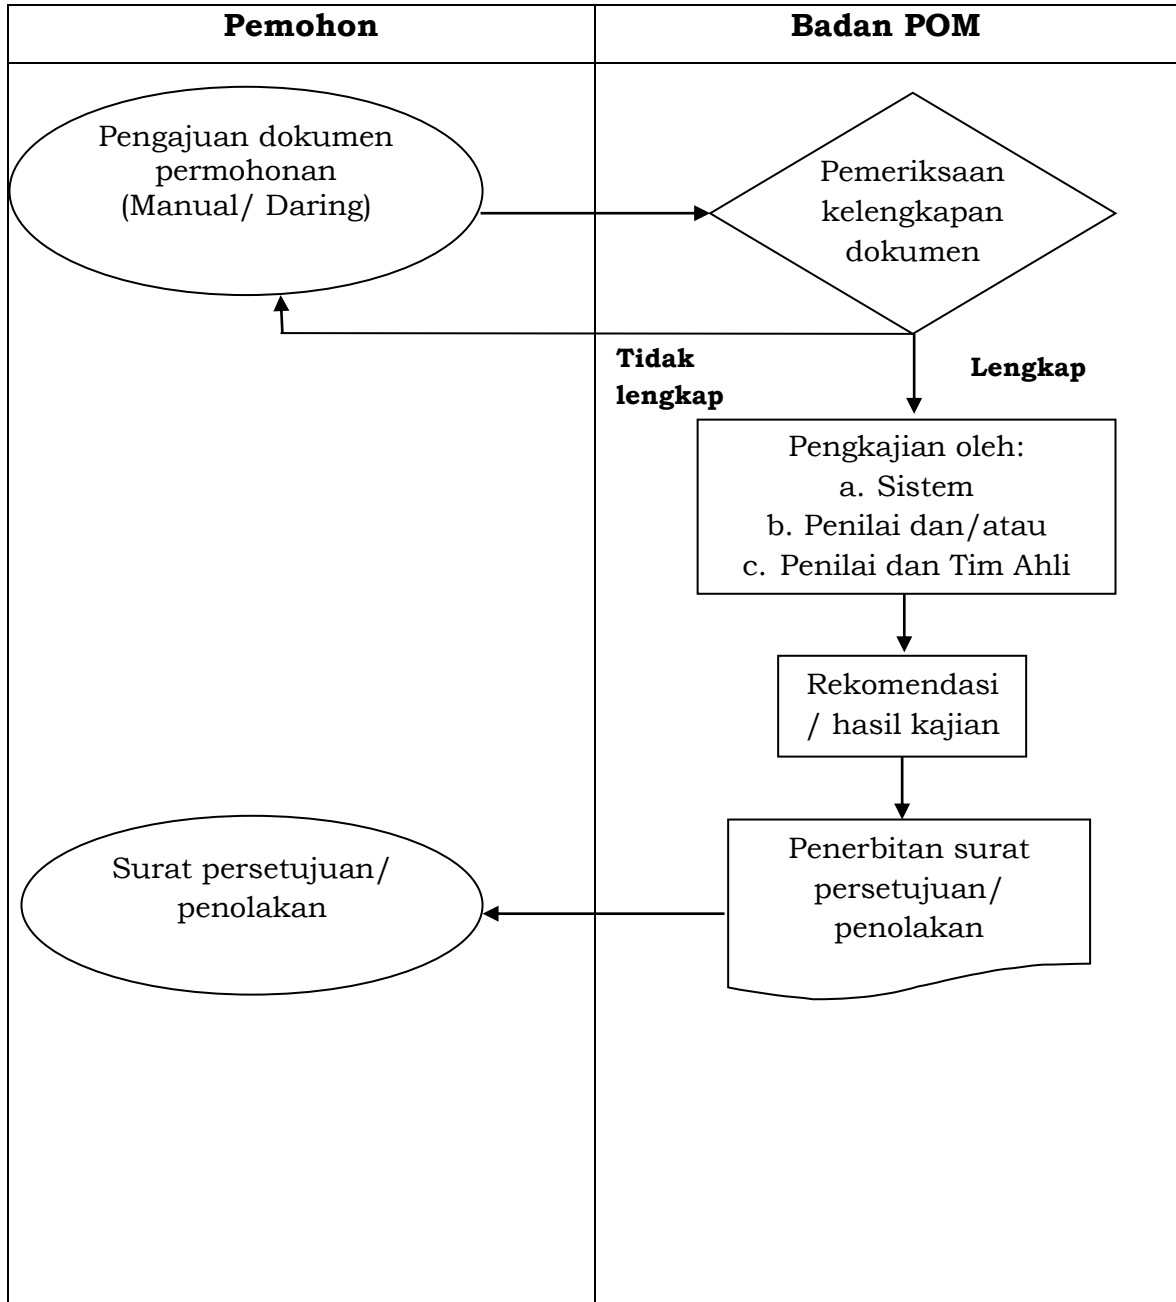 Pemohon
Badan POM
Pengajuan dokumen
permohonan
(Manual/ Daring)
Pemeriksaan
kelengkapan
dokumen
Tidak
lengkap
Lengkap
Pengkajian oleh:
a. Sistem
b. Penilai dan/atau
c. Penilai dan Tim Ahli
Rekomendasi
/ hasil kajian
Penerbitan surat
persetujuan/
penolakan
Surat persetujuan/
penolakan